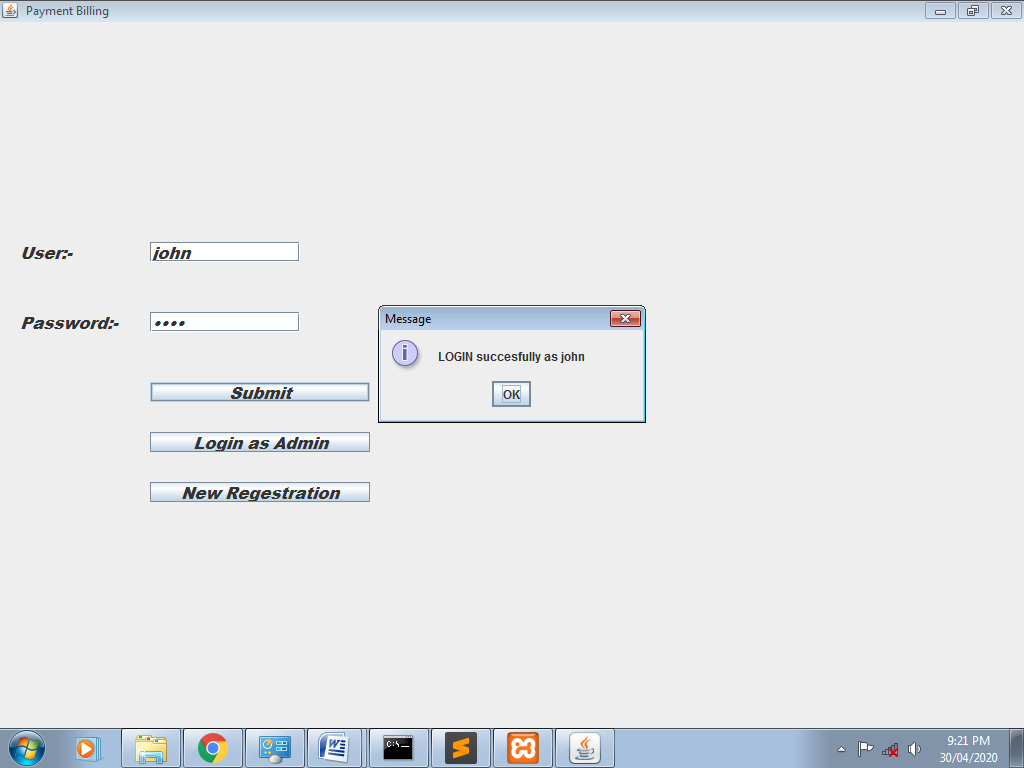 Payment Billing
User:-
john
Password:-
••••
Message
LOGIN succesfully as john
OK
Submit
Login as Admin
New Regestration
C:\_
9:21 PM
30/04/2020